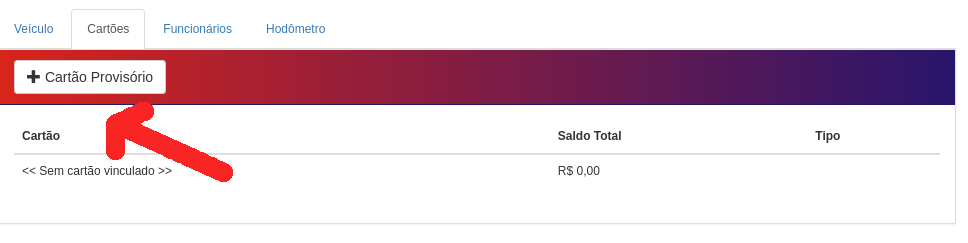 Veículo Cartões Funcionários Hodômetro
Cartão Provisório
Cartão Saldo Total Tipo
<< Sem cartão vinculado >> R$ 0,00